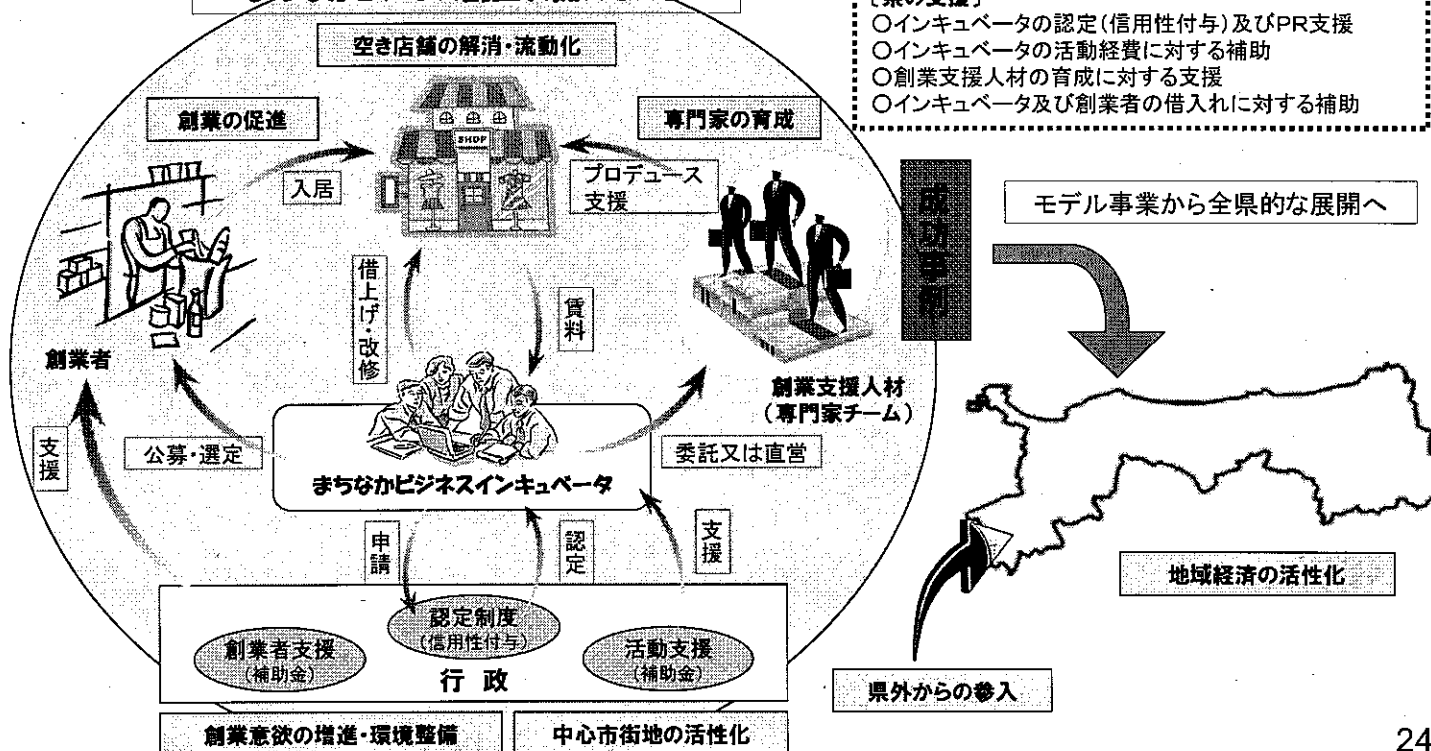 空き店舗の解消・流動化
〇インキュベータの認定(信用性付与)及びPR支援
〇インキュベータの活動経費に対する補助
〇創業支援人材の育成に対する支援
〇インキュベータ及び創業者の借入れに対する補助
創業の促進
専門家の育成
SHOP
入居
プロデュース
支援
成功事例
モデル事業から全県的な展開へ
借上げ・改修
賃料
創業者
創業支援人材
(専門家チーム)
支援
公募・選定
委託又は直営
まちなかビジネスインキュベータ
申請
認定
支援
地域経済の活性化
認定制度
(信用性付与)
創業者支援
(補助金)
活動支援
(補助金)
行 政
県外からの参入
創業意欲の増進・環境整備
中心市街地の活性化
24